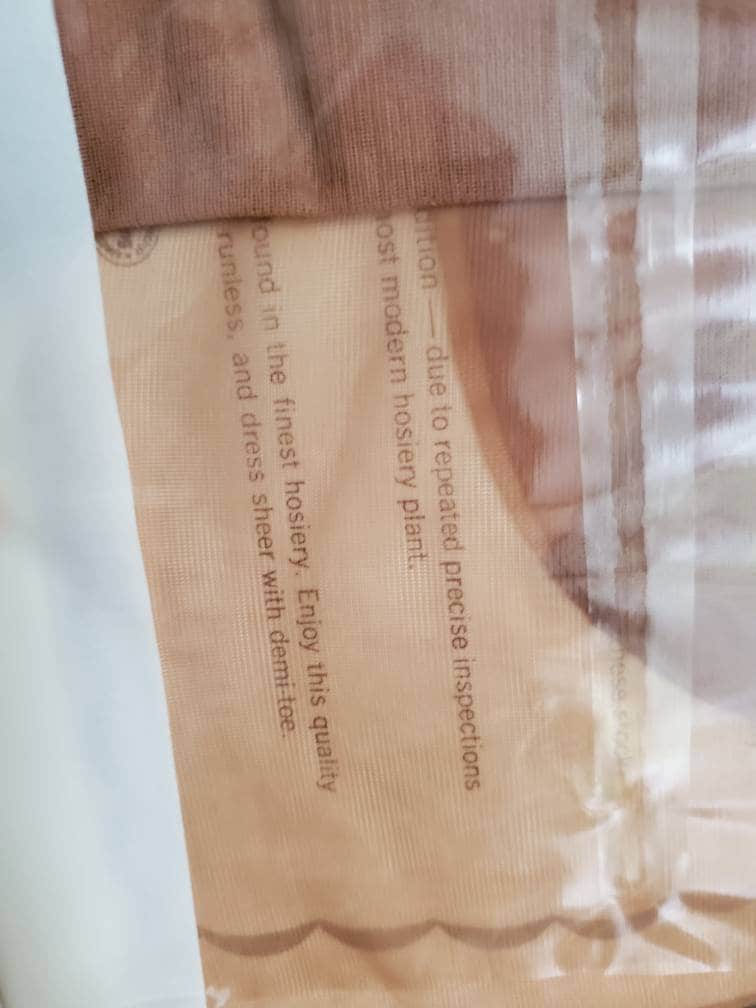 ition — due to repeated precise inspections
ost modern hosiery plant.
ound in the finest hosiery. Enjoy this quality
runless, and dress sheer with demi-toe.